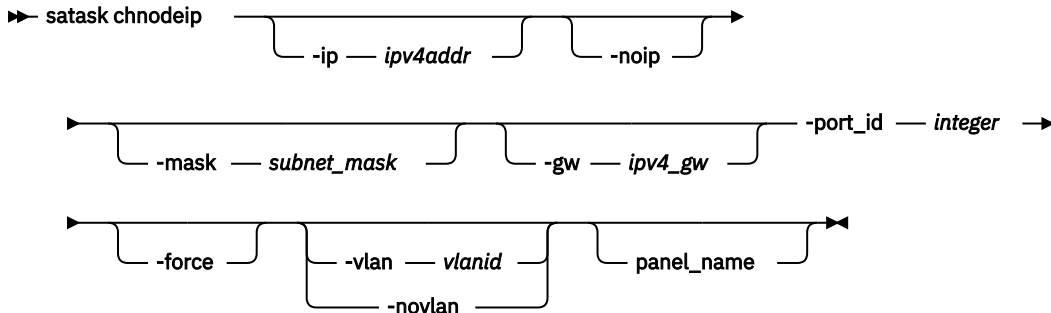 satask chnodeip
-ip ipv4addr -noip
-port_id integer
-mask subnet_mask -gw ipv4_gw
-force -vlan vlanid panel_name
-novlan